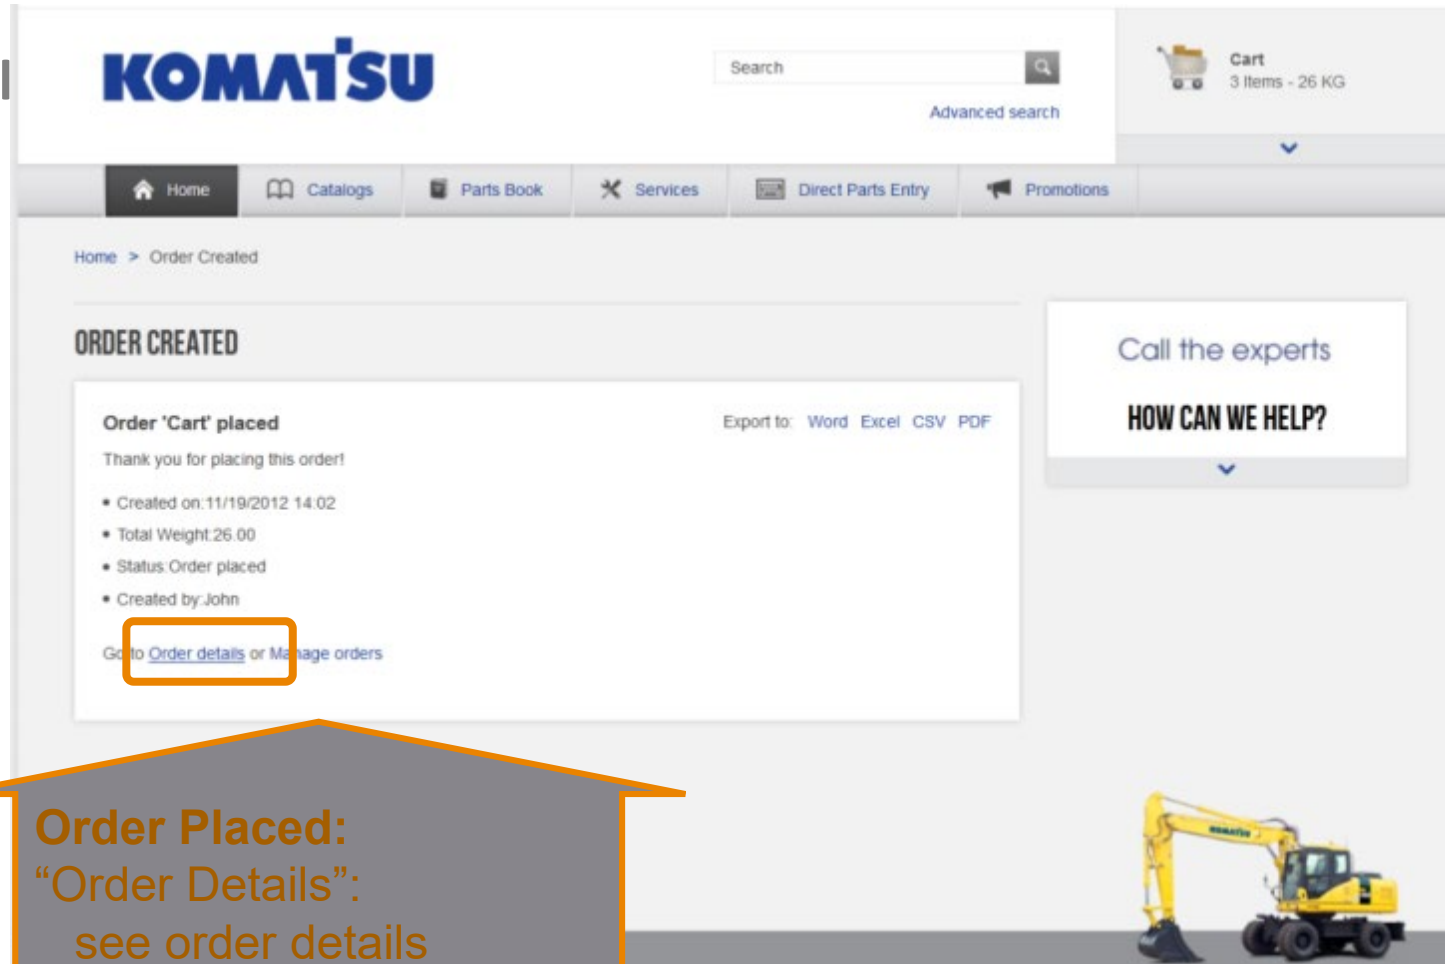 KOMATSU
Search
Advanced search
Cart
3 Items - 26 KG
Home
Catalogs
Parts Book
Services
Direct Parts Entry
Promotions
Home > Order Created
ORDER CREATED
Order 'Cart' placed
Export to: Word Excel CSV PDF
Thank you for placing this order!
• Created on:11/19/2012 14:02
• Total Weight:26.00
• Status:Order placed
• Created by:John
Go to Order details or Manage orders
Call the experts
HOW CAN WE HELP?
Order Placed:
“Order Details”:
see order details
KOMATSU